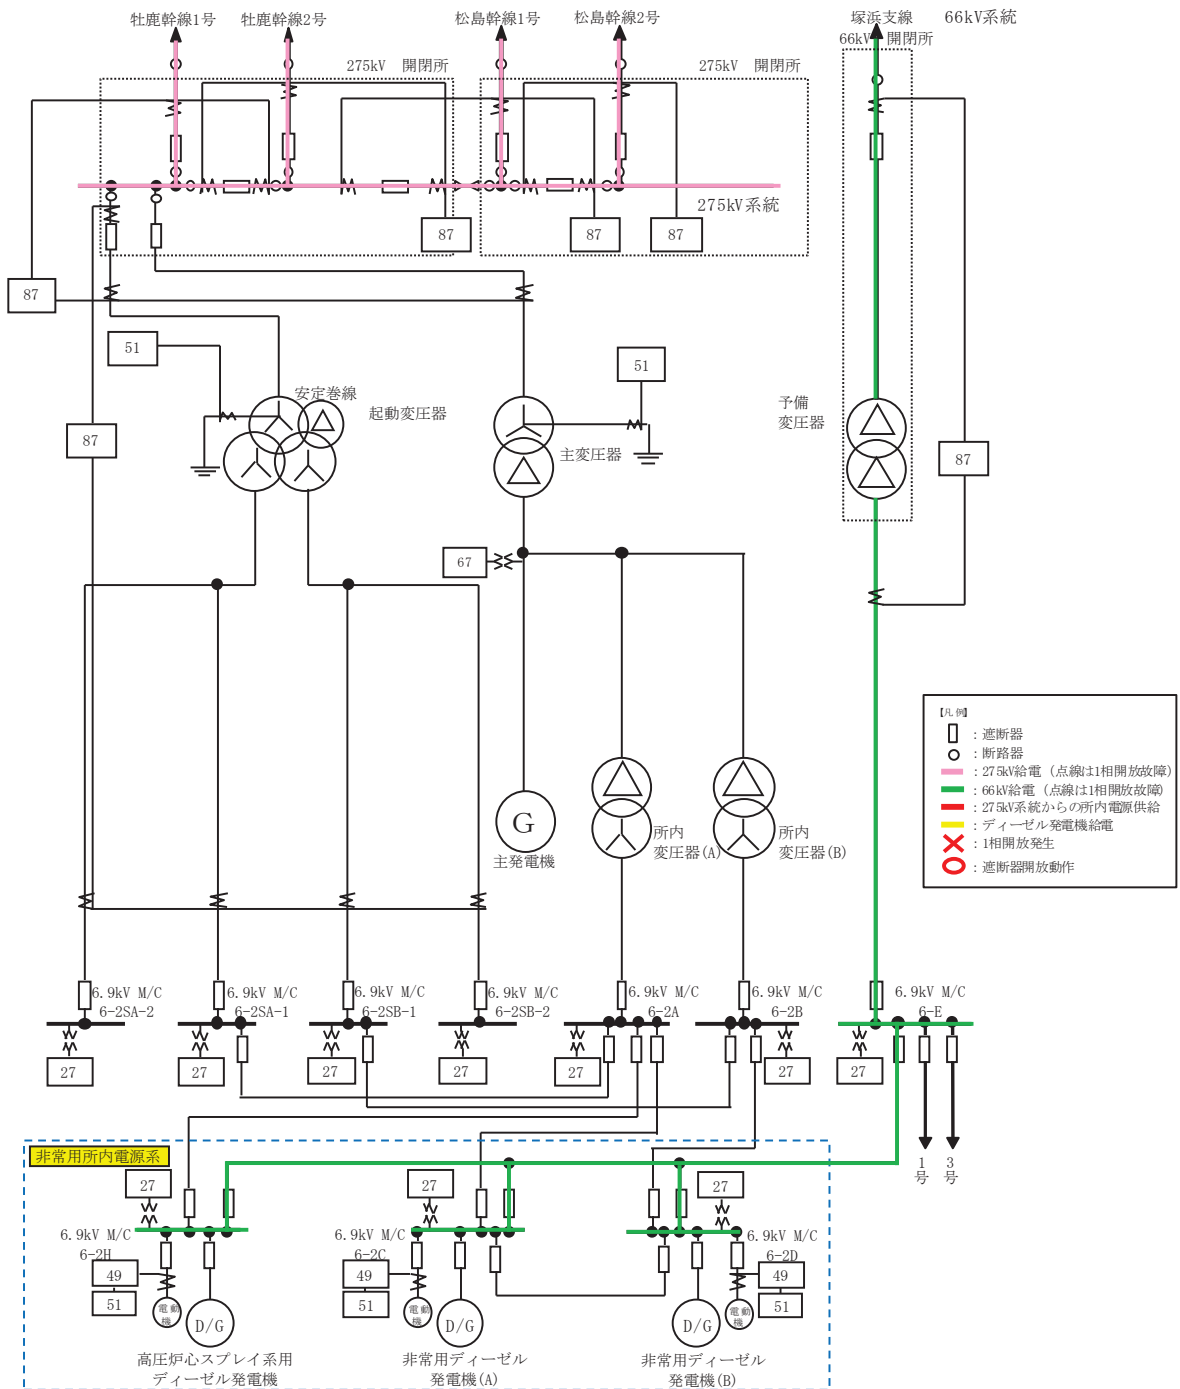 牡鹿幹線1号
牡鹿幹線2号
松島幹線1号
松島幹線2号
塚浜支線
66kV系統
66kV 開閉所
275kV 開閉所
275kV 開閉所
275kV系統
87
87
87
87
51
51
安定巻線
起動変圧器
予備
変圧器
87
主変圧器
87
67
【凡例】
：遮断器
：断路器
：275kV給電（点線は1相開放故障）
：66kV給電（点線は1相開放故障）
：275kV系統からの所内電源供給
：ディーゼル発電機給電
：1相開放発生
：遮断器開放動作
G
主発電機
所内
変圧器(A)
所内
変圧器(B)
6.9kV M/C
6-2SA-2
6.9kV M/C
6-2SA-1
6.9kV M/C
6-2SB-1
6.9kV M/C
6-2SB-2
6.9kV M/C
6-2A
6.9kV M/C
6-2B
6.9kV M/C
6-E
27
27
27
27
27
27
27
1
号
3
号
非常用所内電源系
27
27
27
6.9kV M/C
6-2H
6.9kV M/C
6-2C
6.9kV M/C
6-2D
49
51
49
51
49
51
電動
機
D/G
電動
機
D/G
D/G
電動
機
高圧炉心スプレイ系用
ディーゼル発電機
非常用ディーゼル
発電機(A)
非常用ディーゼル
発電機(B)